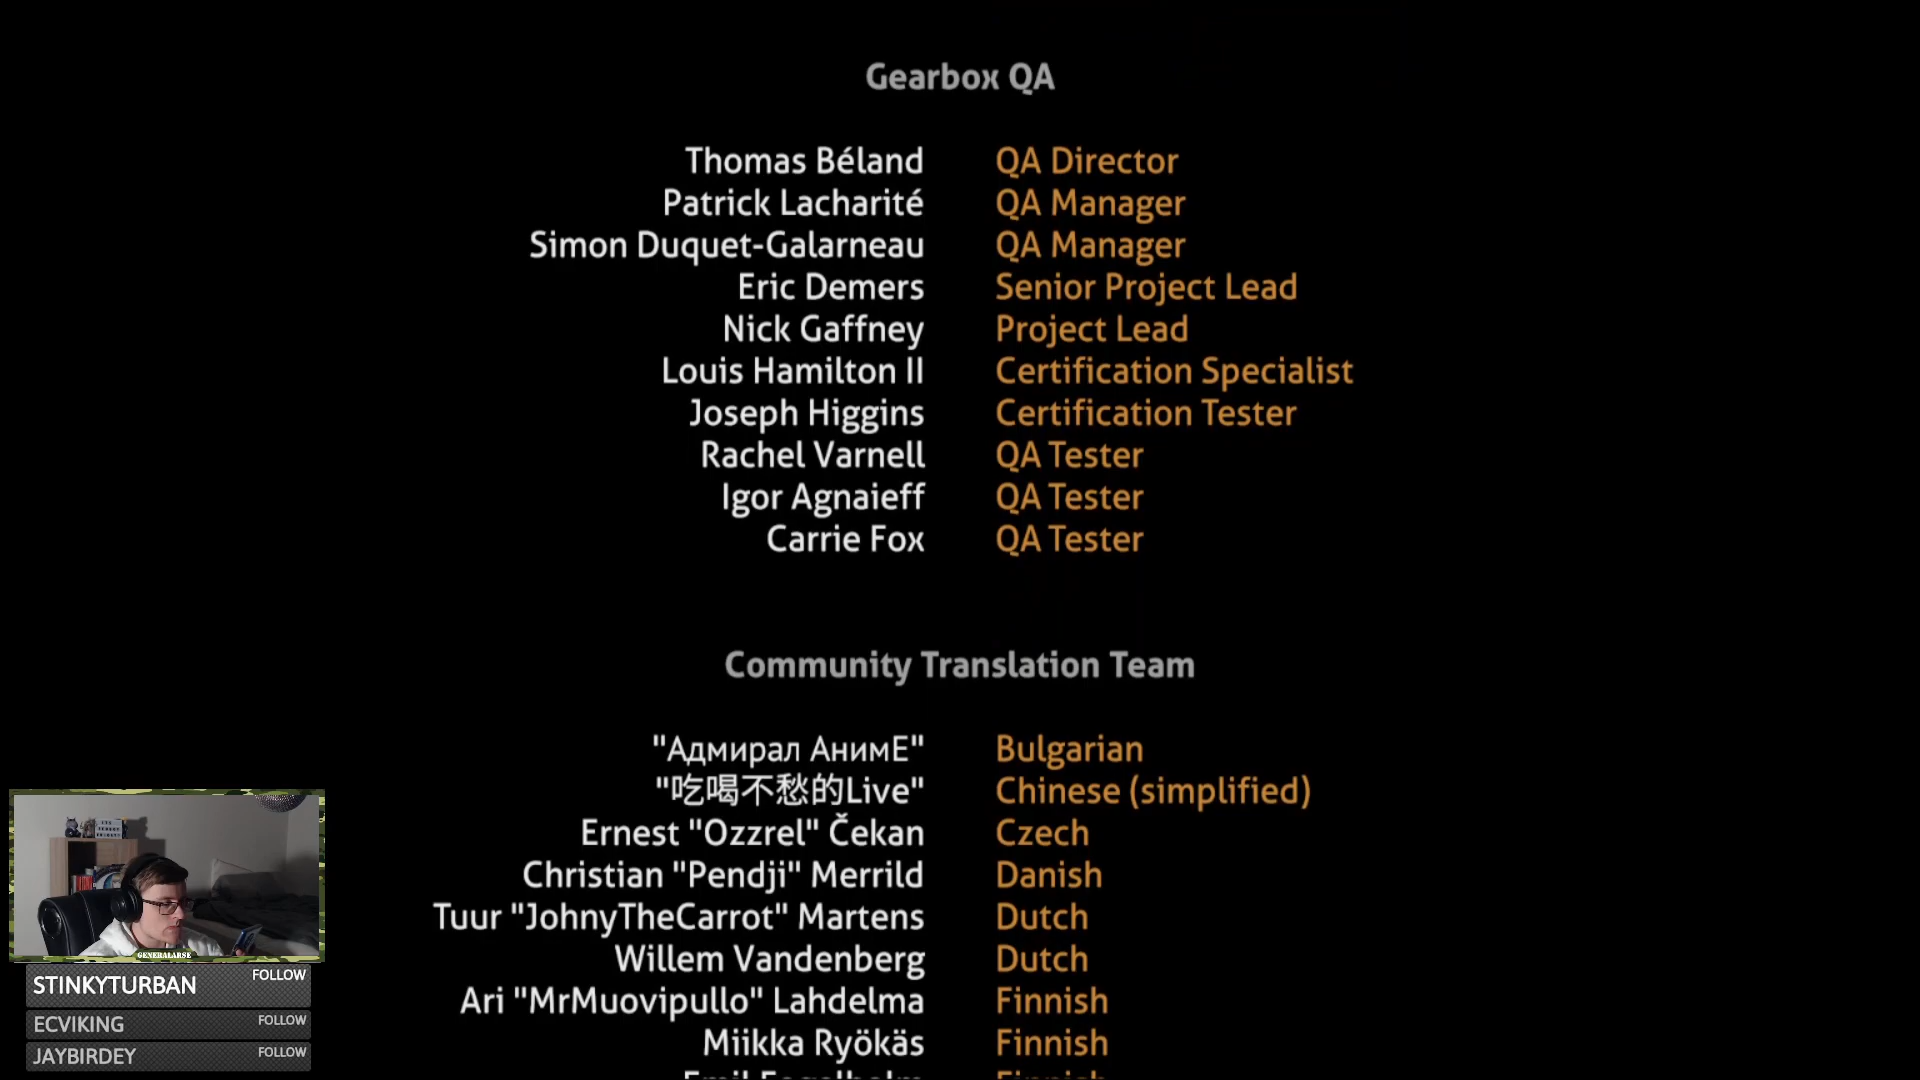 Gearbox QA
Thomas Béland QA Director
Patrick Lacharité QA Manager
Simon Duquet-Galarneau QA Manager
Eric Demers Senior Project Lead
Nick Gaffney Project Lead
Louis Hamilton II Certification Specialist
Joseph Higgins Certification Tester
Rachel Varnell QA Tester
Igor Agnaieff QA Tester
Carrie Fox QA Tester
Community Translation Team
"Адмирал АнимЕ" Bulgarian
"吃喝不愁的Live" Chinese (simplified)
Ernest "Ozzrel" Čekan Czech
Christian "Pendji" Merrild Danish
Tuur "JohnyTheCarrot" Martens Dutch
Willem Vandenberg Dutch
Ari "MrMuovipullo" Lahdelma Finnish
Miikka Ryökäs Finnish
GENERALARSE
STINKYTURBAN FOLLOW
ECVIKING FOLLOW
JAYBIRDEY FOLLOW